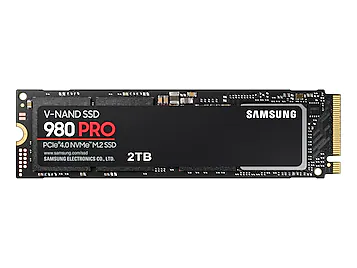 V-NAND SSD
980 PRO
PCIe 4.0 NVMe™ M.2 SSD
www.samsung.com/ssd
SAMSUNG ELECTRONICS CO., LTD.
SAMSUNG
2TB